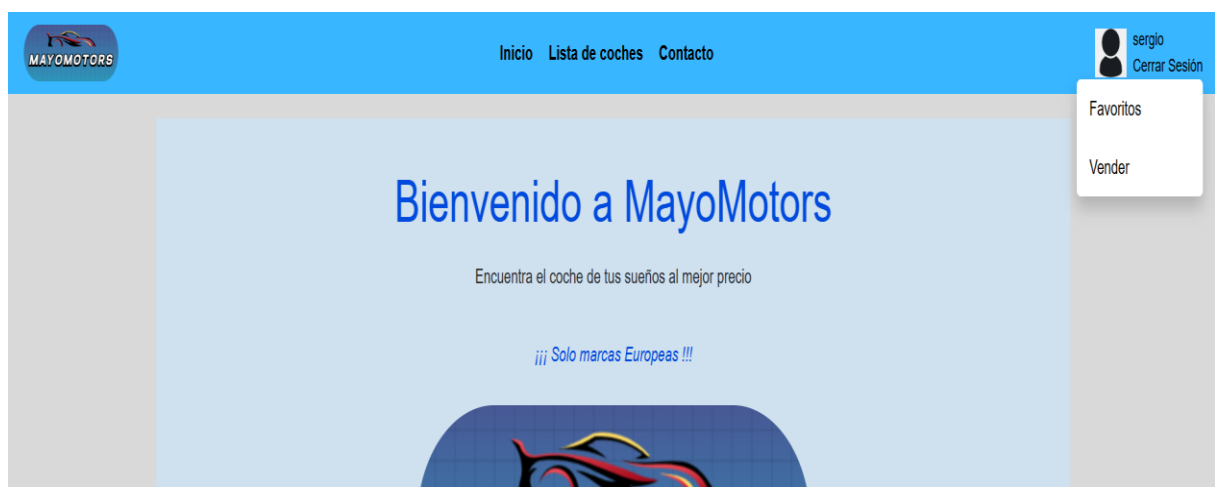 MAYOMOTORS
Inicio Lista de coches Contacto
sergio
Cerrar Sesión
Favoritos
Vender
Bienvenido a MayoMotors
Encuentra el coche de tus sueños al mejor precio
¡¡¡ Solo marcas Europeas !!!